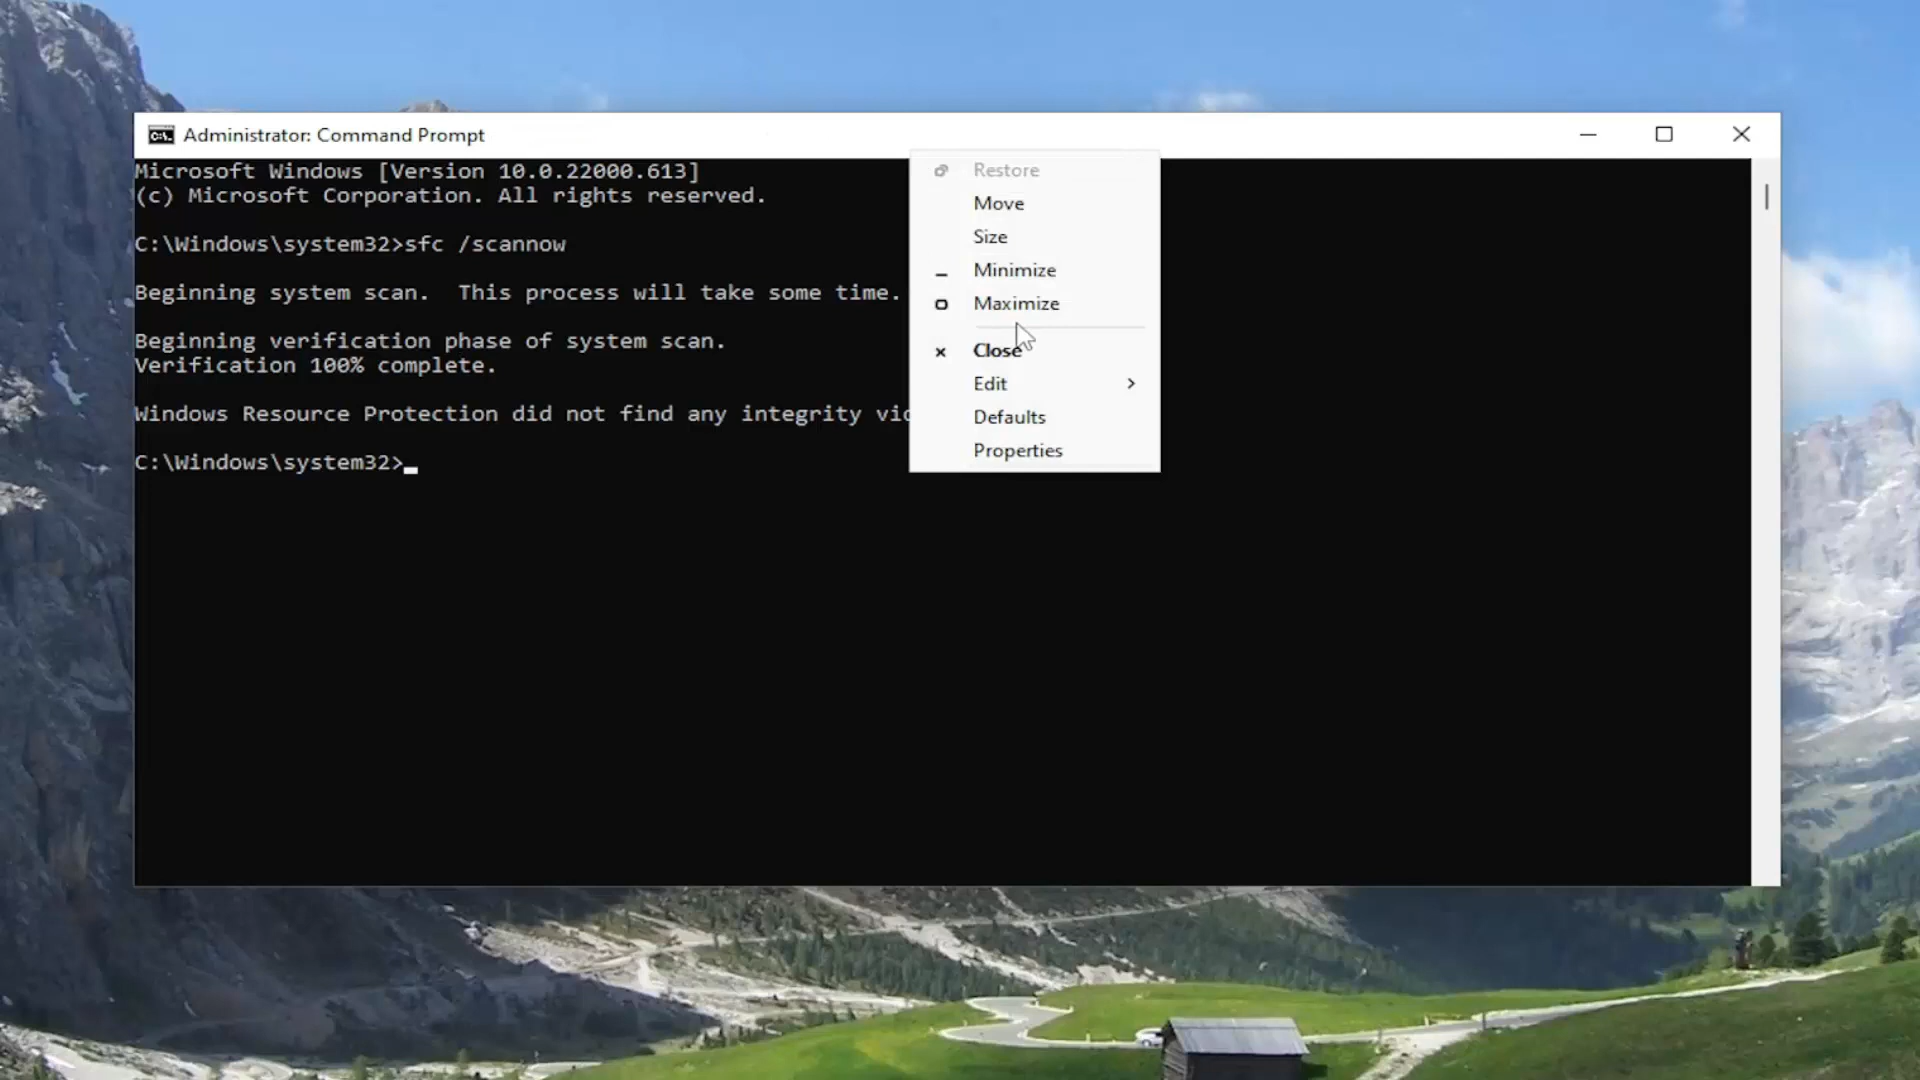 Administrator: Command Prompt
Microsoft Windows [Version 10.0.22000.613]
(c) Microsoft Corporation. All rights reserved.
C:\Windows\system32>sfc /scannow
Beginning system scan.  This process will take some time.
Beginning verification phase of system scan.
Verification 100% complete.
Windows Resource Protection did not find any integrity
C:\Windows\system32>
Restore
Move
Size
Minimize
Maximize
Close
Edit
Defaults
Properties